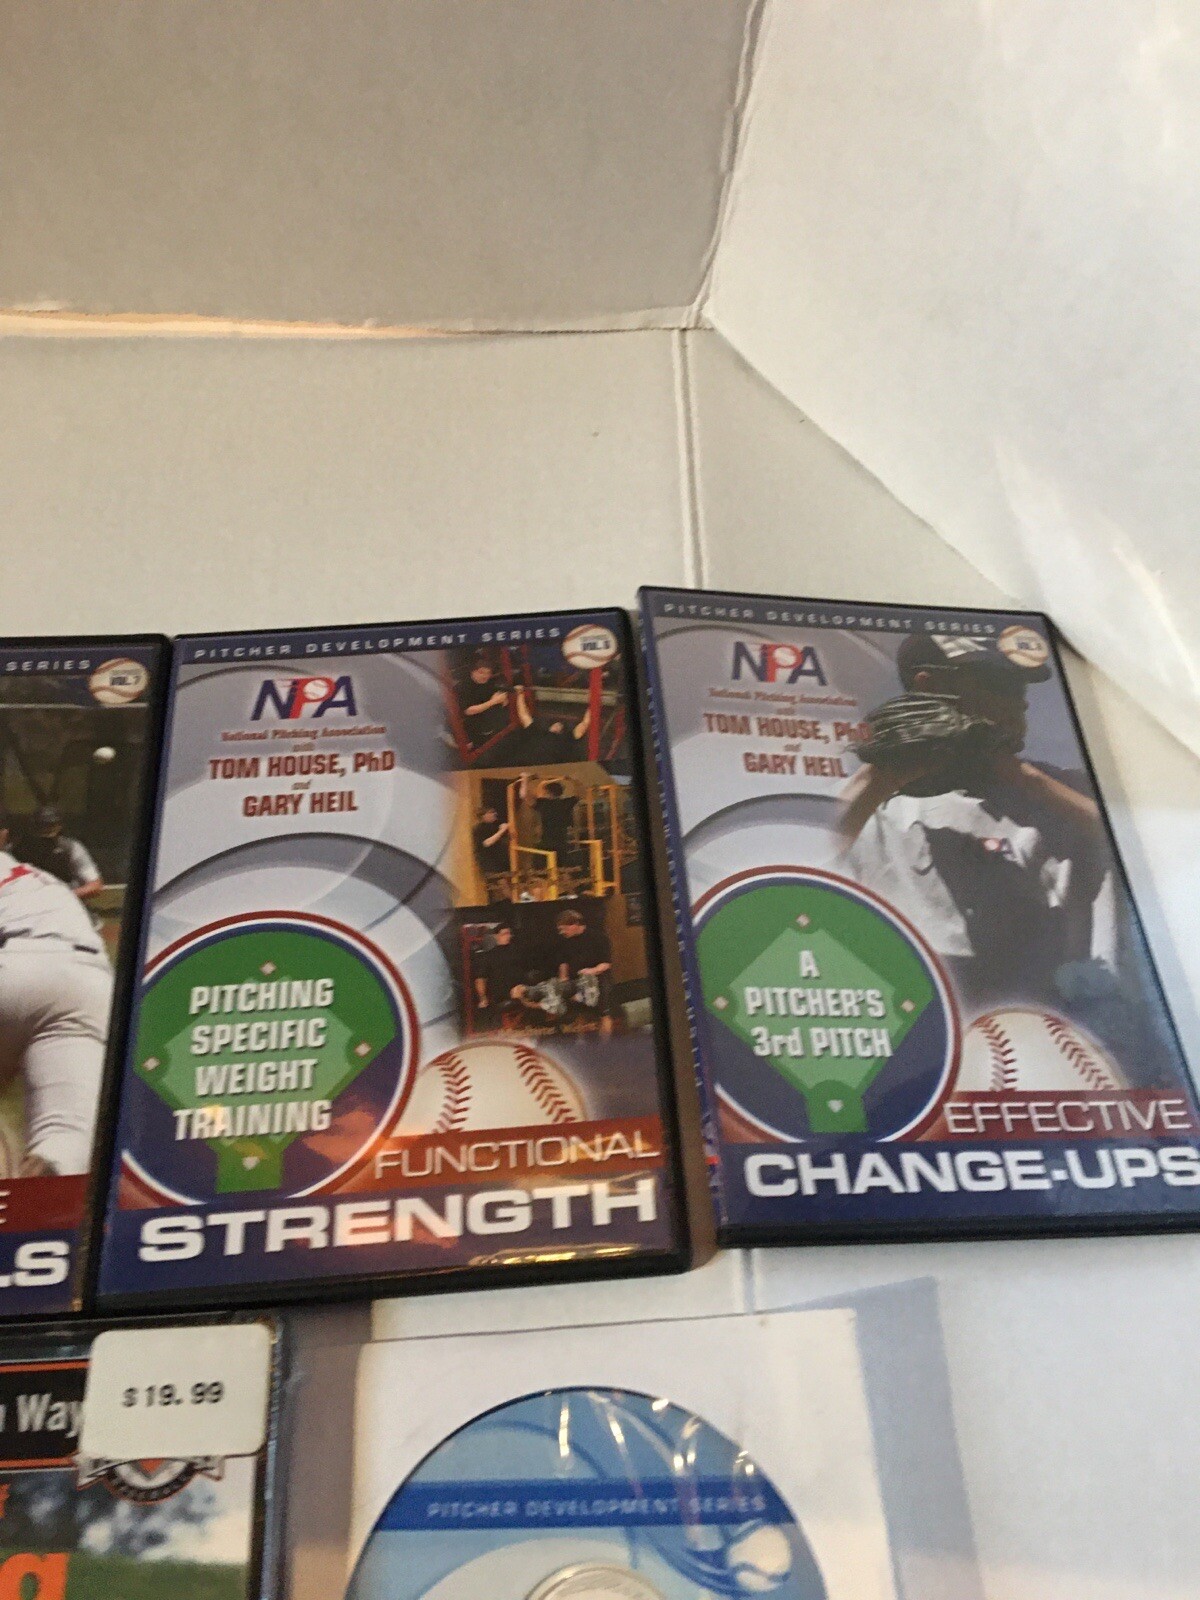 SERIES
VOL.7
LS
PITCHER DEVELOPMENT SERIES
NPA
National Pitching Association
with
TOM HOUSE, PhD
and
GARY HEIL
PITCHING
SPECIFIC
WEIGHT
TRAINING
FUNCTIONAL
STRENGTH
PITCHER DEVELOPMENT SERIES
NPA
National Pitching Association
with
TOM HOUSE, PhD
and
GARY HEIL
A
PITCHER'S
3rd PITCH
EFFECTIVE
CHANGE-UPS
Way
$19.99
PITCHER DEVELOPMENT SERIES